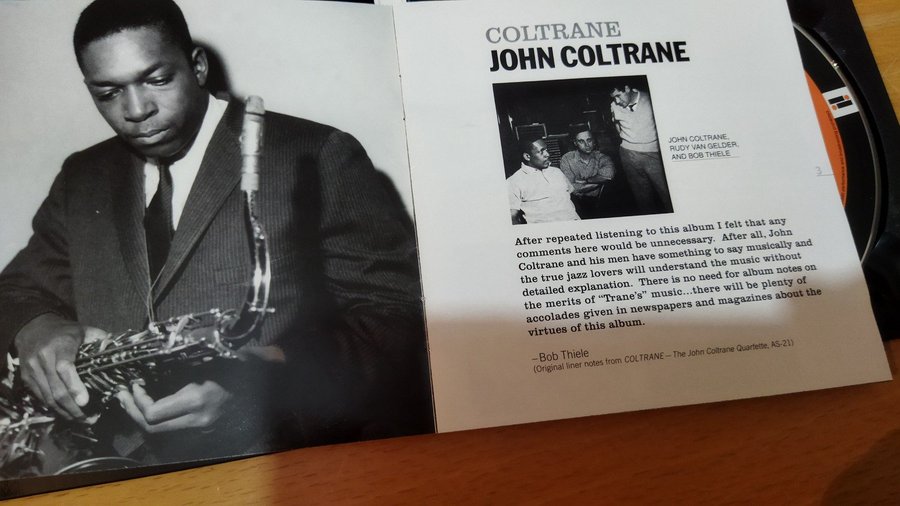 COLTRANE
JOHN COLTRANE
JOHN COLTRANE,
RUDY VAN GELDER,
AND BOB THIELE
3
After repeated listening to this album I felt that any
comments here would be unnecessary. After all, John
Coltrane and his men have something to say musically and
the true jazz lovers will understand the music without
detailed explanation. There is no need for album notes on
the merits of “Trane's” music...there will be plenty of
accolades given in newspapers and magazines about the
virtues of this album.
—Bob Thiele
(Original liner notes from COLTRANE—The John Coltrane Quartette, AS-21)